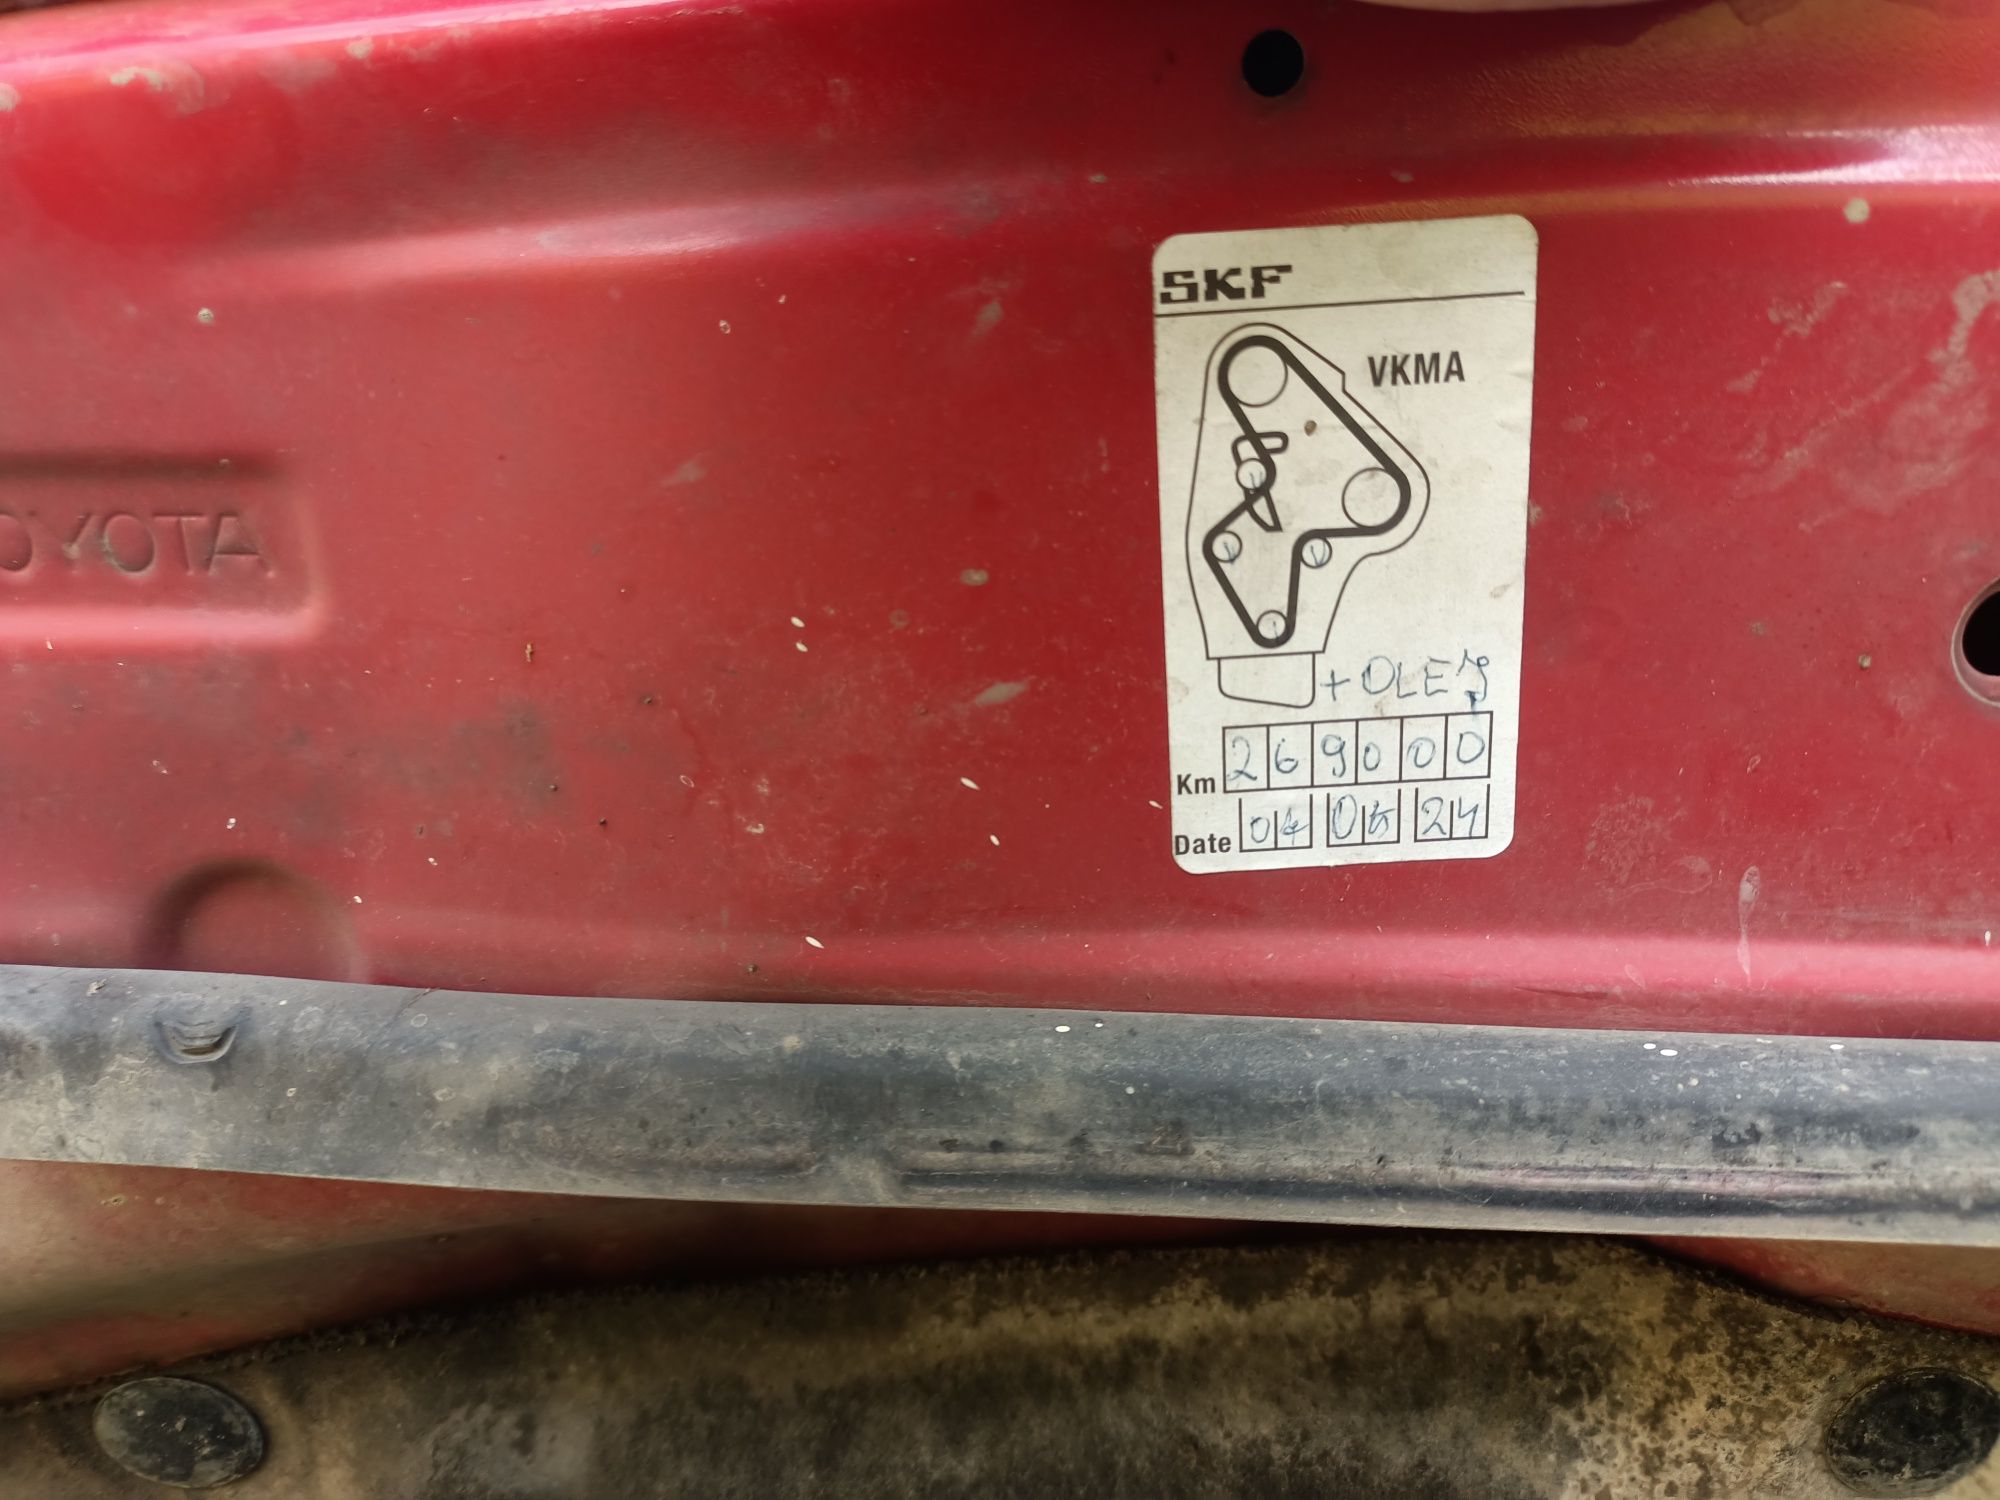 SKF
VKMA
TOYOTA
+ OLEJ
Km 269000
Date 04 05 24